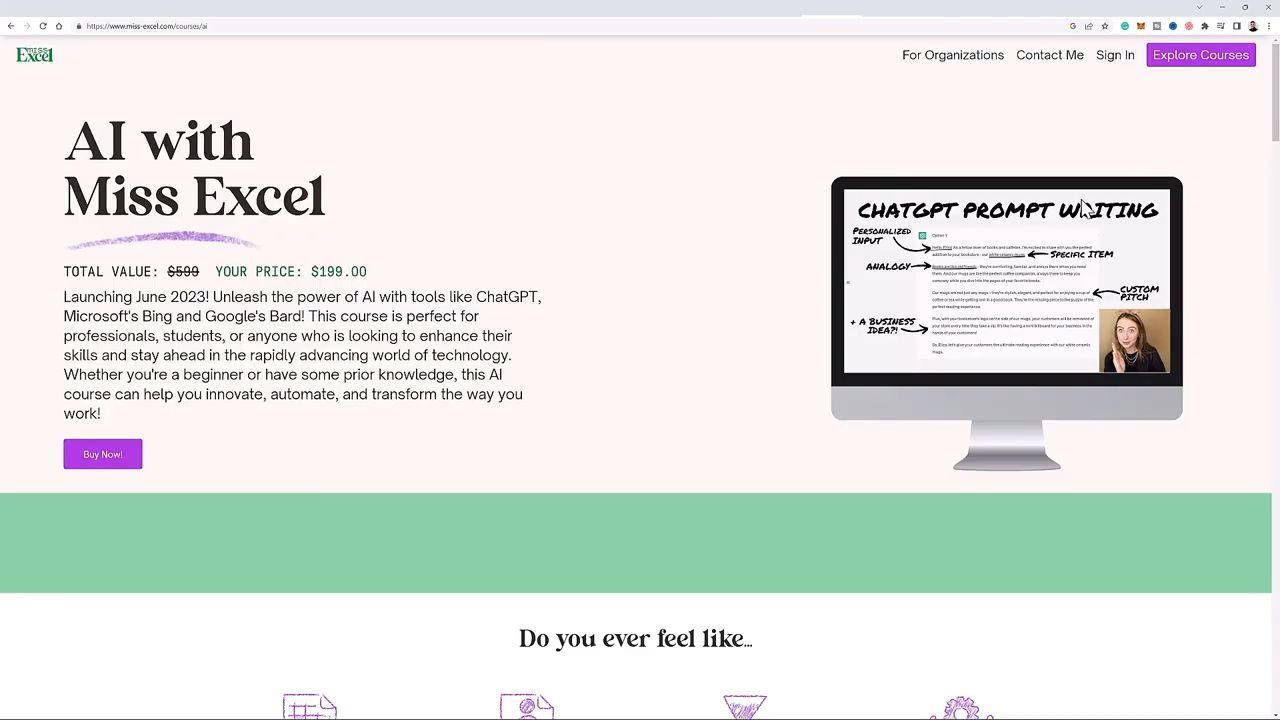 https://www.miss-excel.com/courses/ai
MISS
Excel
For Organizations
Contact Me
Sign In
Explore Courses
AI with
Miss Excel
TOTAL VALUE: $599 YOUR PRICE: $199.00
Launching June 2023! Unleash the power of AI with tools like ChatGPT,
Microsoft's Bing and Google's Bard! This course is perfect for
professionals, students, or anyone who is looking to enhance their
skills and stay ahead in the rapidly evolving world of technology.
Whether you're a beginner or have some prior knowledge, this AI
course can help you innovate, automate, and transform the way you
work!
Buy Now!
CHATGPT PROMPT WRITING
PERSONALIZED
INPUT
SPECIFIC ITEM
ANALOGY
CUSTOM
PITCH
+ A BUSINESS
IDEA?!
Do you ever feel like...